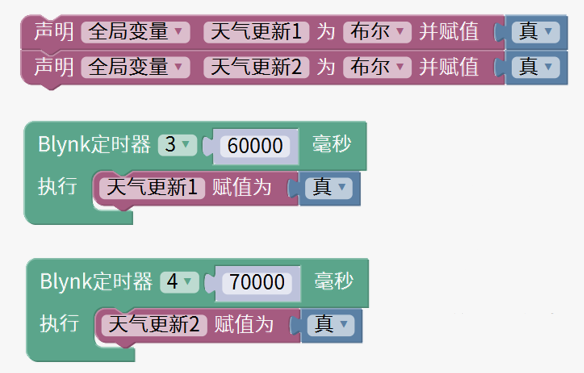 声明 全局变量 天气更新1 为 布尔 并赋值 真
声明 全局变量 天气更新2 为 布尔 并赋值 真
Blynk定时器 3 60000 毫秒
执行 天气更新1 赋值为 真
Blynk定时器 4 70000 毫秒
执行 天气更新2 赋值为 真